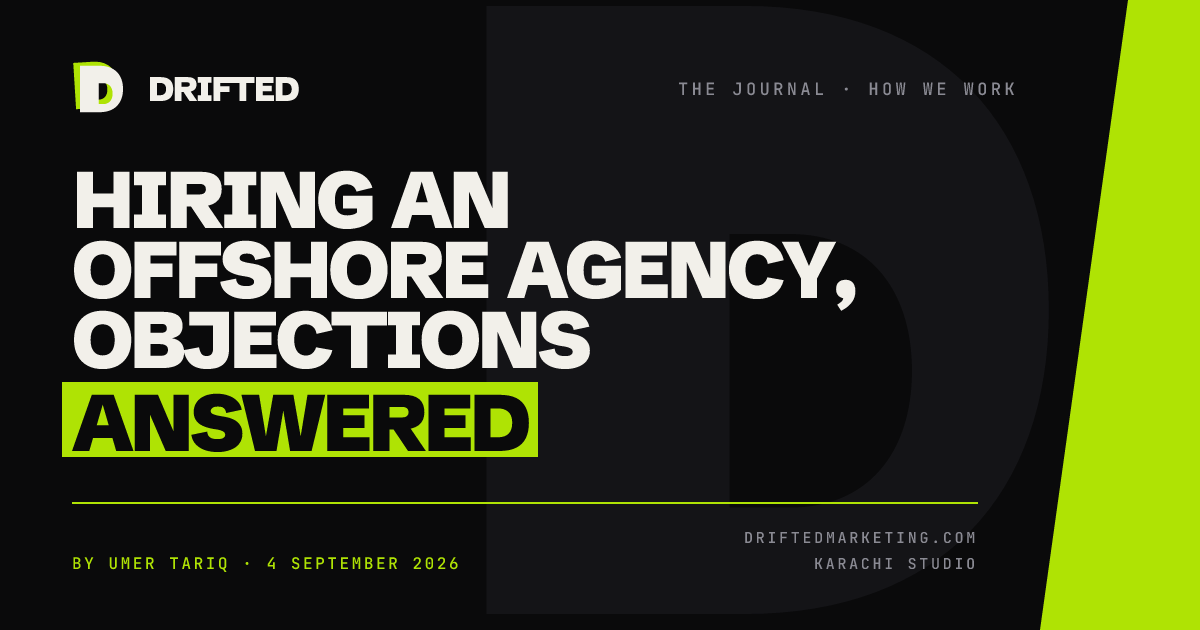 DRIFTED
THE JOURNAL · HOW WE WORK
HIRING AN
OFFSHORE AGENCY,
OBJECTIONS
ANSWERED
DRIFTEDMARKETING.COM
BY UMER TARIQ · 4 SEPTEMBER 2026
KARACHI STUDIO